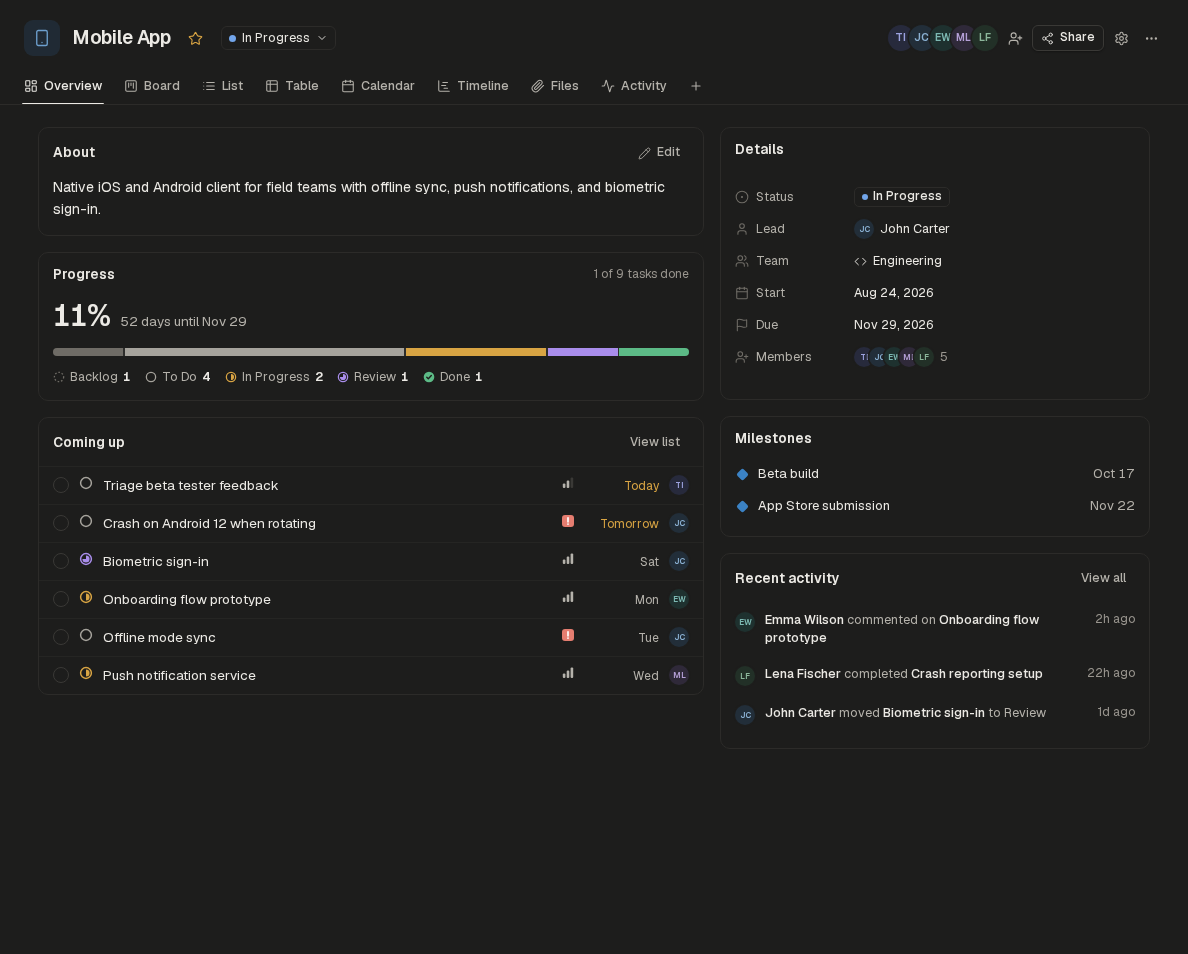 Mobile App
In Progress
TI JC EW ML LF
Share
Overview Board List Table Calendar Timeline Files Activity
About
Edit
Native iOS and Android client for field teams with offline sync, push notifications, and biometric
sign-in.
Progress
1 of 9 tasks done
11% 52 days until Nov 29
Backlog 1 To Do 4 In Progress 2 Review 1 Done 1
Coming up
View list
Triage beta tester feedback Today TI
Crash on Android 12 when rotating Tomorrow JC
Biometric sign-in Sat JC
Onboarding flow prototype Mon EW
Offline mode sync Tue JC
Push notification service Wed ML
Details
Status In Progress
Lead JC John Carter
Team Engineering
Start Aug 24, 2026
Due Nov 29, 2026
Members TI JC EW ML LF 5
Milestones
Beta build Oct 17
App Store submission Nov 22
Recent activity
View all
EW Emma Wilson commented on Onboarding flow 2h ago
prototype
LF Lena Fischer completed Crash reporting setup 22h ago
JC John Carter moved Biometric sign-in to Review 1d ago